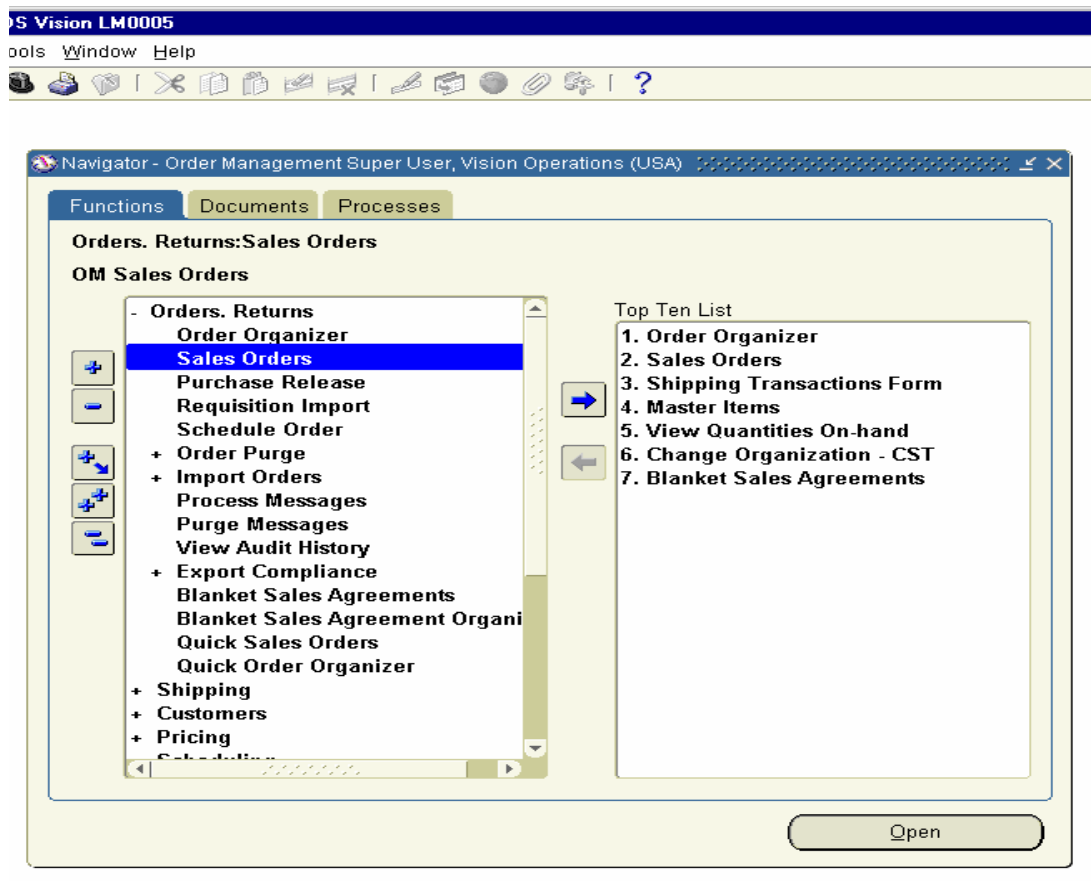 DS Vision LM0005
ools Window Help
Navigator - Order Management Super User, Vision Operations (USA)
Functions Documents Processes
Orders. Returns:Sales Orders
OM Sales Orders
- Orders. Returns
Order Organizer
Sales Orders
Purchase Release
Requisition Import
Schedule Order
+ Order Purge
+ Import Orders
Process Messages
Purge Messages
View Audit History
+ Export Compliance
Blanket Sales Agreements
Blanket Sales Agreement Organi
Quick Sales Orders
Quick Order Organizer
+ Shipping
+ Customers
+ Pricing
Top Ten List
1. Order Organizer
2. Sales Orders
3. Shipping Transactions Form
4. Master Items
5. View Quantities On-hand
6. Change Organization - CST
7. Blanket Sales Agreements
Open